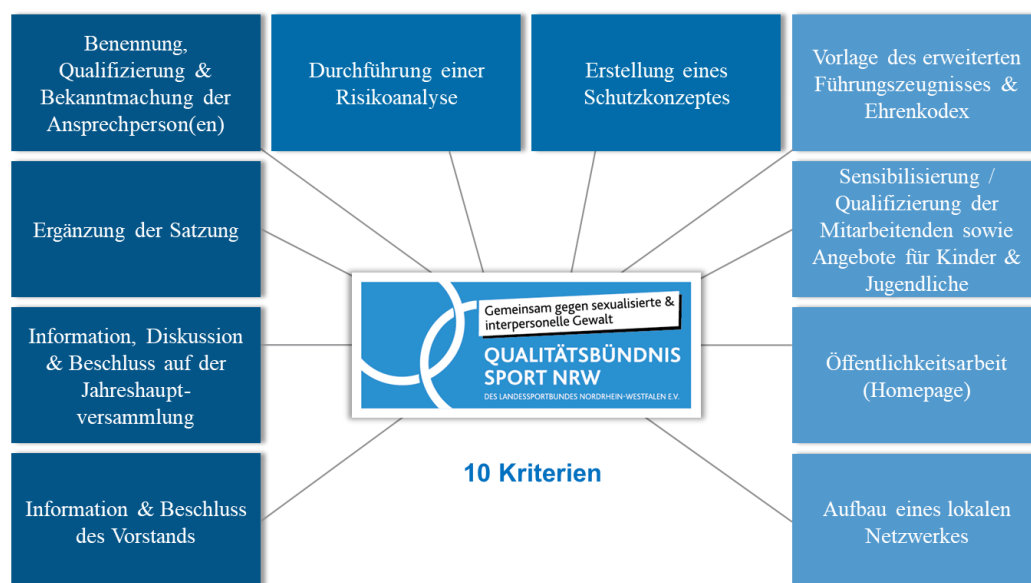 Benennung,
Qualifizierung &
Bekanntmachung der
Ansprechperson(en)
Durchführung einer
Risikoanalyse
Erstellung eines
Schutzkonzeptes
Vorlage des erweiterten
Führungszeugnisses &
Ehrenkodex
Ergänzung der Satzung
Sensibilisierung /
Qualifizierung der
Mitarbeitenden sowie
Angebote für Kinder &
Jugendliche
Information, Diskussion
& Beschluss auf der
Jahreshaupt-
versammlung
Gemeinsam gegen sexualisierte &
interpersonelle Gewalt
QUALITÄTSBÜNDNIS
SPORT NRW
DES LANDESSPORTBUNDES NORDRHEIN-WESTFALEN E.V.
Öffentlichkeitsarbeit
(Homepage)
Information & Beschluss
des Vorstands
10 Kriterien
Aufbau eines lokalen
Netzwerkes